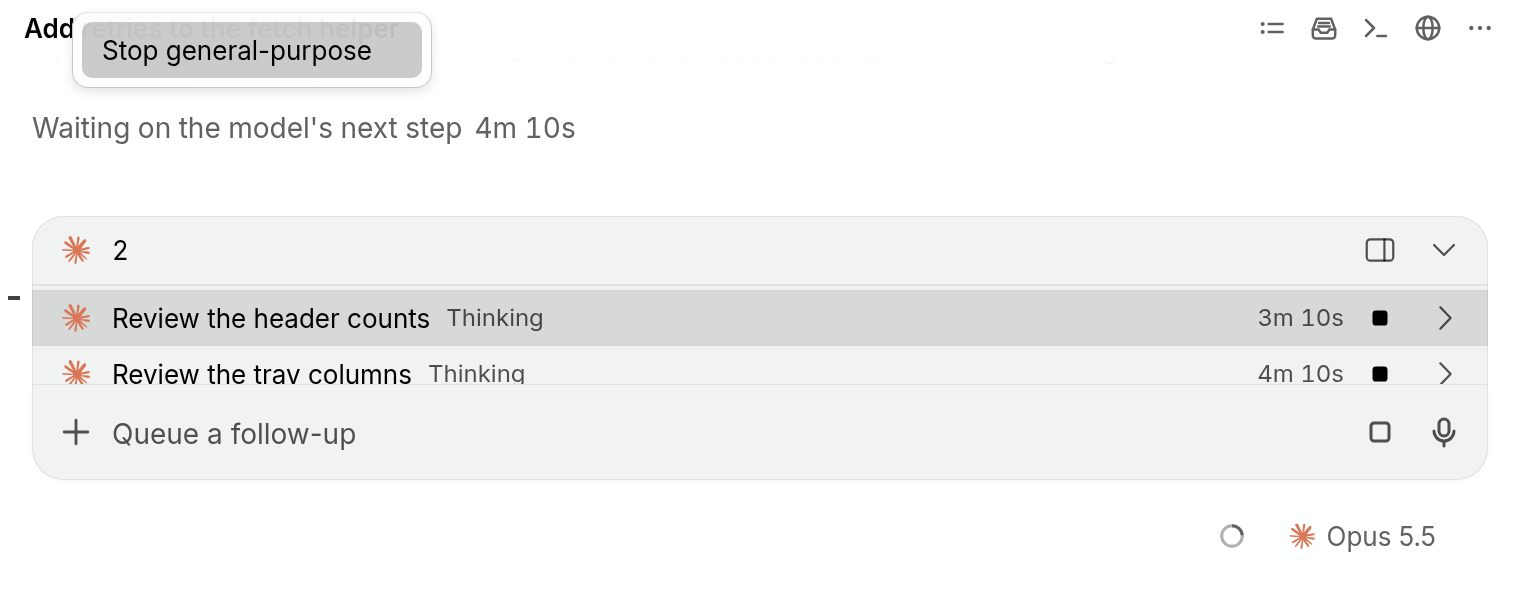 Add retries to the fetch helper
Stop general-purpose
Waiting on the model's next step 4m 10s
2
Review the header counts Thinking 3m 10s
Review the tray columns Thinking 4m 10s
Queue a follow-up
Opus 5.5